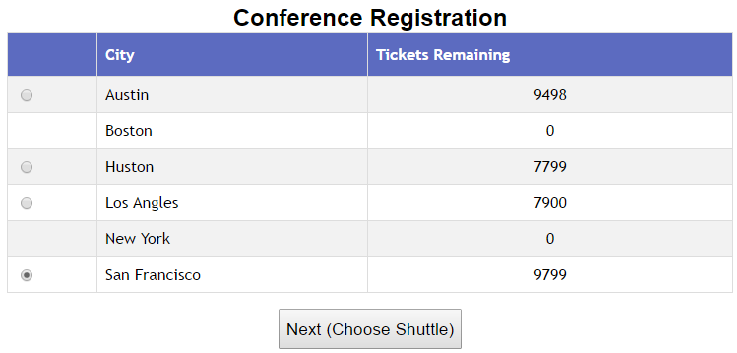 Conference Registration
City Tickets Remaining
Austin 9498
Boston 0
Huston 7799
Los Angles 7900
New York 0
San Francisco 9799
Next (Choose Shuttle)